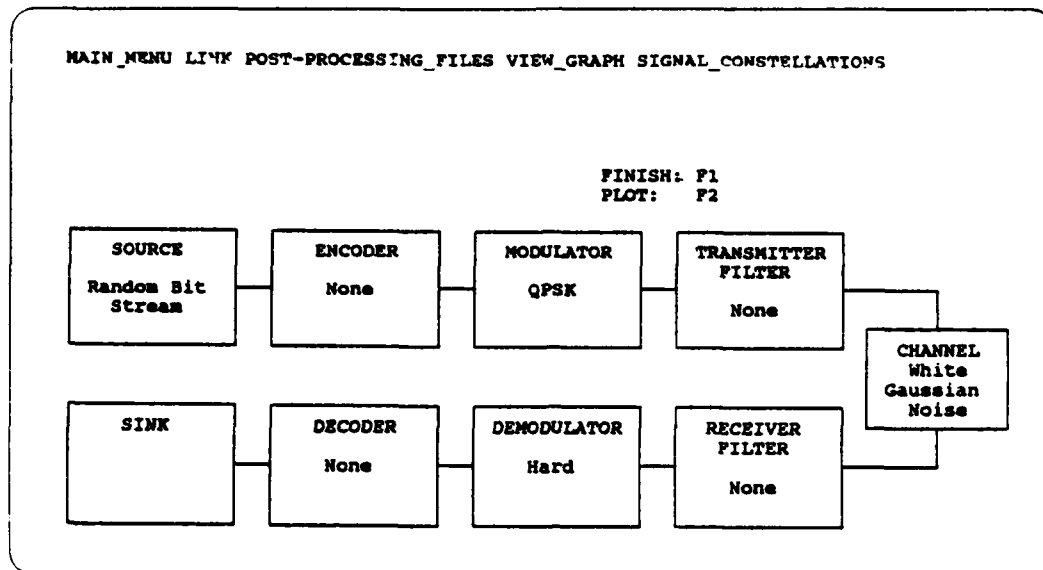 MAIN_MENU LINK POST-PROCESSING_FILES VIEW_GRAPH SIGNAL_CONSTELLATIONS
FINISH: F1
PLOT: F2
SOURCE
Random Bit
Stream
ENCODER
None
MODULATOR
QPSK
TRANSMITTER
FILTER
None
CHANNEL
White
Gaussian
Noise
SINK
DECODER
None
DEMODULATOR
Hard
RECEIVER
FILTER
None